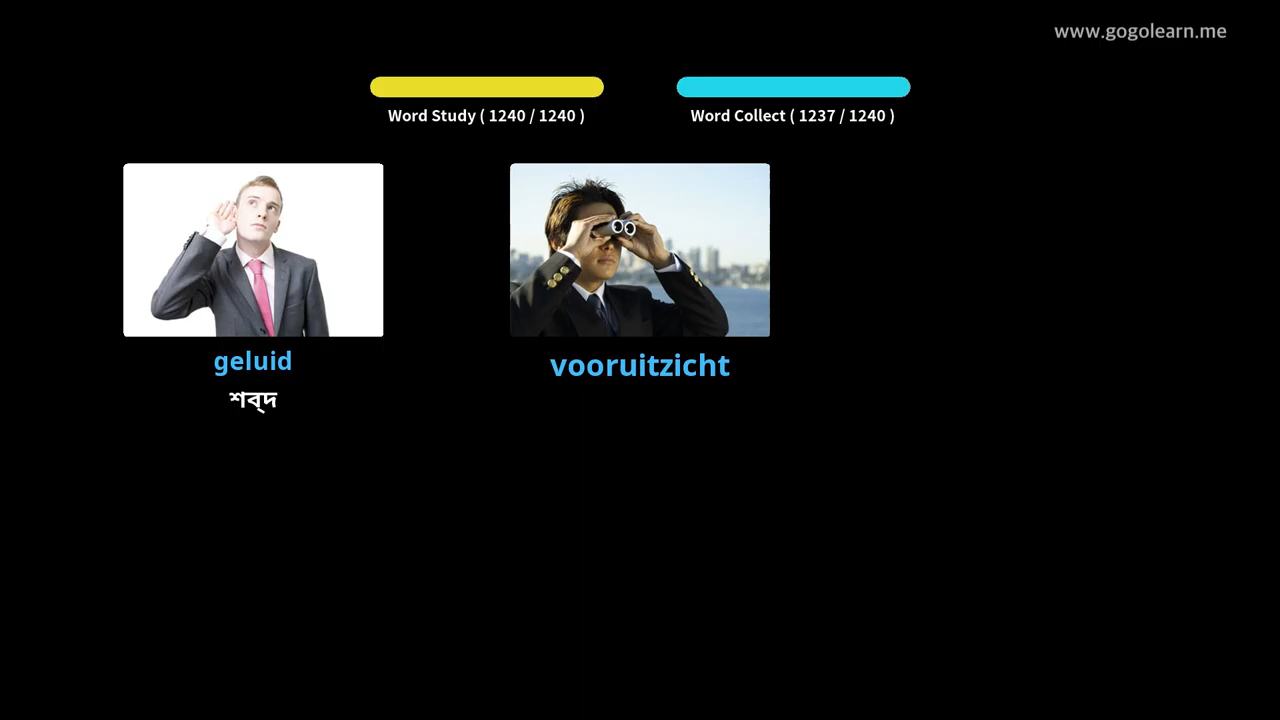 www.gogolearn.me
Word Study ( 1240 / 1240 )
Word Collect ( 1237 / 1240 )
geluid
vooruitzicht
শব্দ